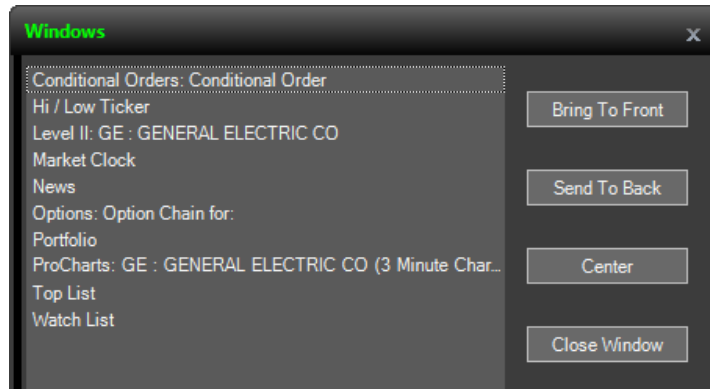 Windows
x
Conditional Orders: Conditional Order
Hi / Low Ticker
Level II: GE : GENERAL ELECTRIC CO
Market Clock
News
Options: Option Chain for:
Portfolio
ProCharts: GE : GENERAL ELECTRIC CO (3 Minute Char...
Top List
Watch List
Bring To Front
Send To Back
Center
Close Window